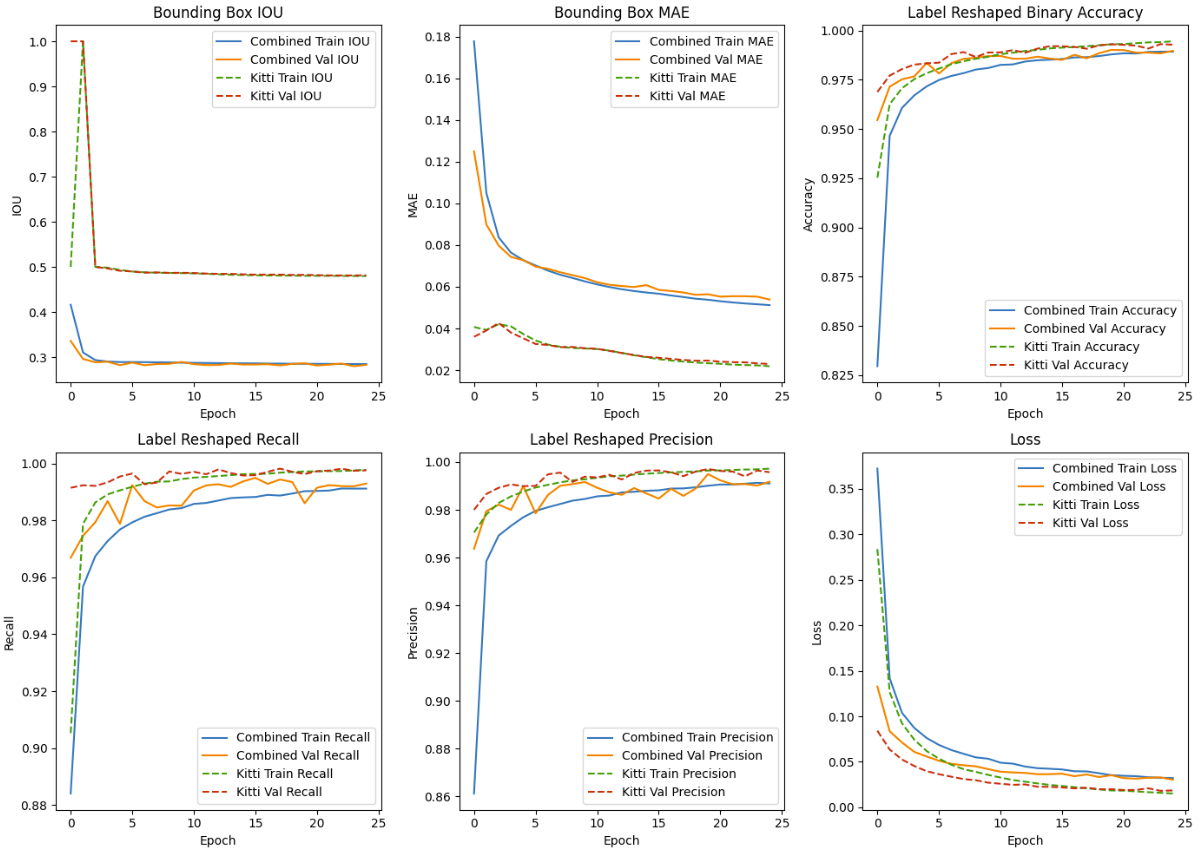 Bounding Box IOU
1.0
0.9
0.8
0.7
0.6
0.5
0.4
0.3
IOU
0
5
10
15
20
25
Epoch
Combined Train IOU
Combined Val IOU
Kitti Train IOU
Kitti Val IOU
Bounding Box MAE
0.18
0.16
0.14
0.12
0.10
0.08
0.06
0.04
0.02
MAE
0
5
10
15
20
25
Epoch
Combined Train MAE
Combined Val MAE
Kitti Train MAE
Kitti Val MAE
Label Reshaped Binary Accuracy
1.000
0.975
0.950
0.925
0.900
0.875
0.850
0.825
Accuracy
0
5
10
15
20
25
Epoch
Combined Train Accuracy
Combined Val Accuracy
Kitti Train Accuracy
Kitti Val Accuracy
Label Reshaped Recall
1.00
0.98
0.96
0.94
0.92
0.90
0.88
Recall
0
5
10
15
20
25
Epoch
Combined Train Recall
Combined Val Recall
Kitti Train Recall
Kitti Val Recall
Label Reshaped Precision
1.00
0.98
0.96
0.94
0.92
0.90
0.88
0.86
Precision
0
5
10
15
20
25
Epoch
Combined Train Precision
Combined Val Precision
Kitti Train Precision
Kitti Val Precision
Loss
0.35
0.30
0.25
0.20
0.15
0.10
0.05
0.00
Loss
0
5
10
15
20
25
Epoch
Combined Train Loss
Combined Val Loss
Kitti Train Loss
Kitti Val Loss